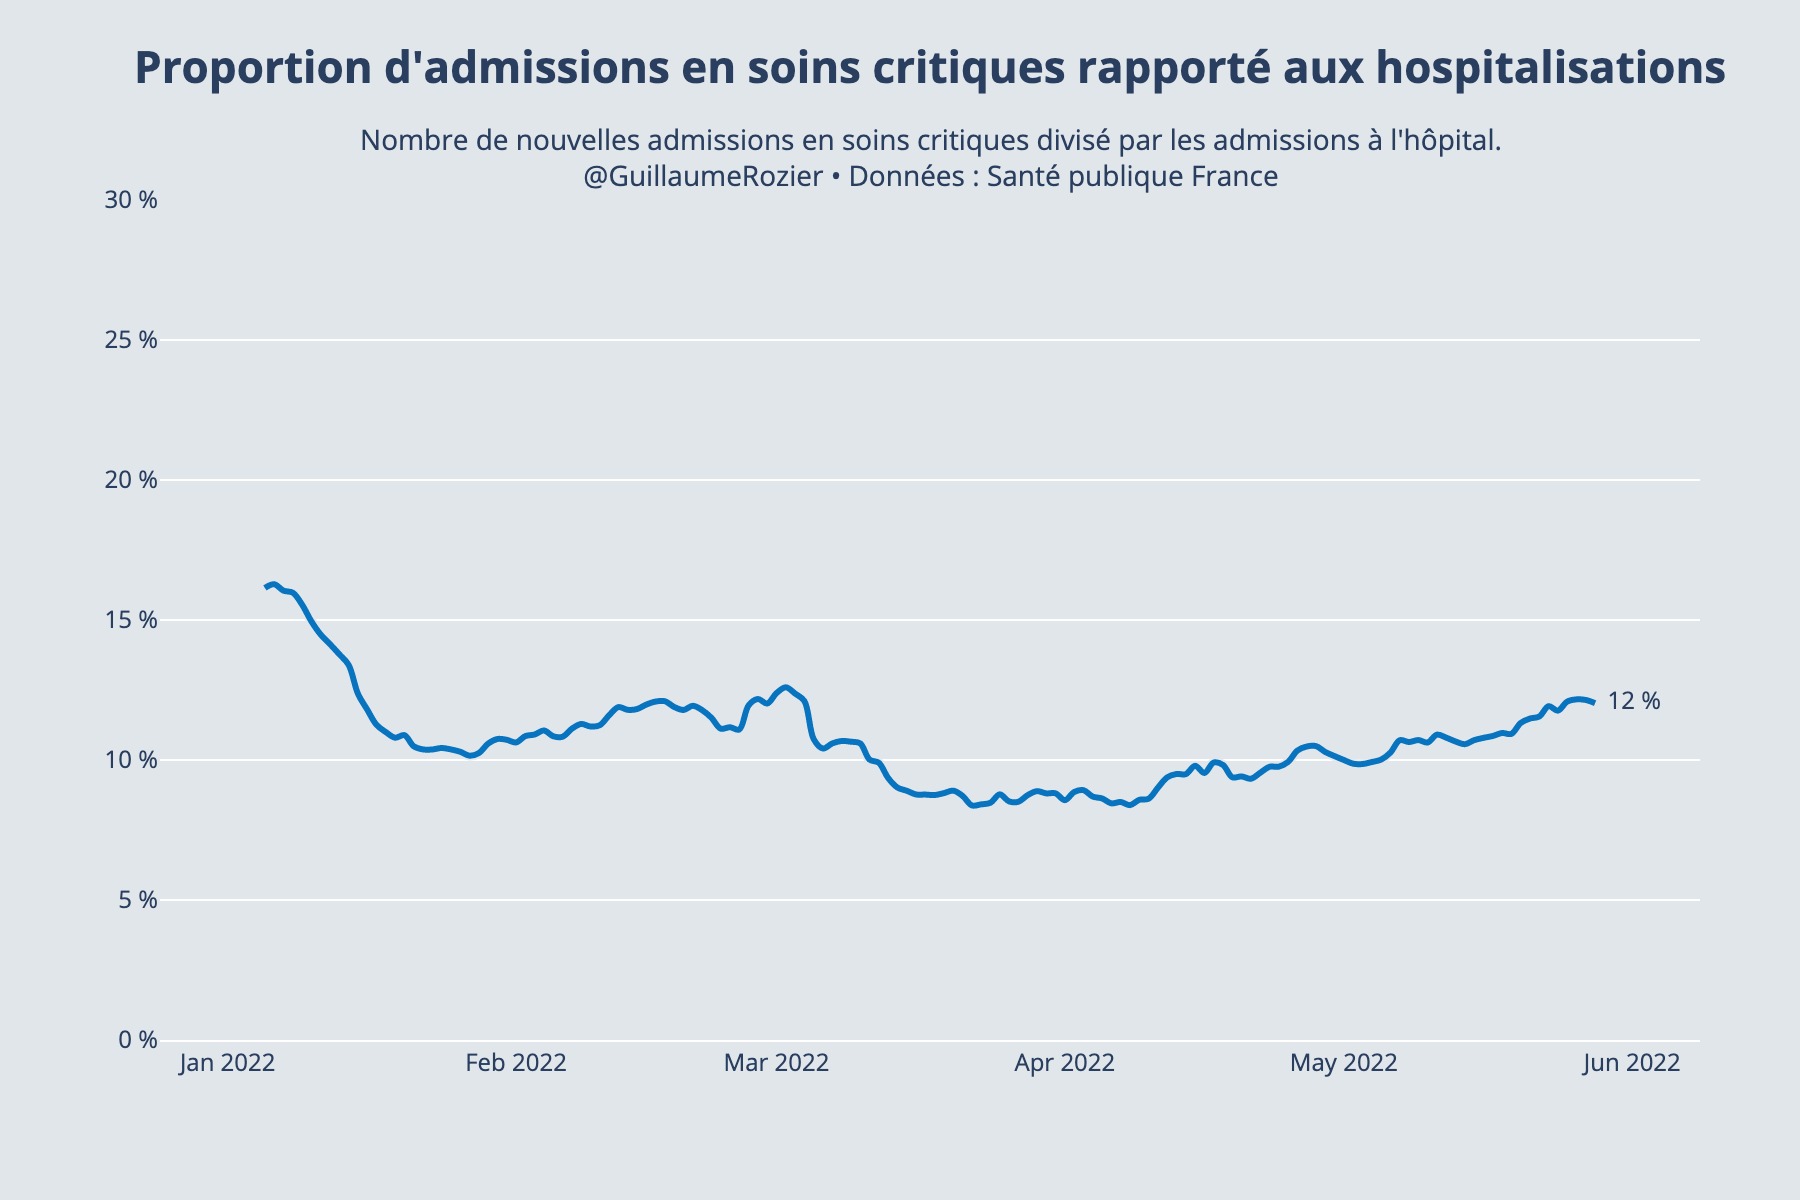 Proportion d'admissions en soins critiques rapporté aux hospitalisations
Nombre de nouvelles admissions en soins critiques divisé par les admissions à l'hôpital.
@GuillaumeRozier • Données : Santé publique France
30 %
25 %
20 %
15 %
12 %
10 %
5 %
0 %
Jan 2022 Feb 2022 Mar 2022 Apr 2022 May 2022 Jun 2022